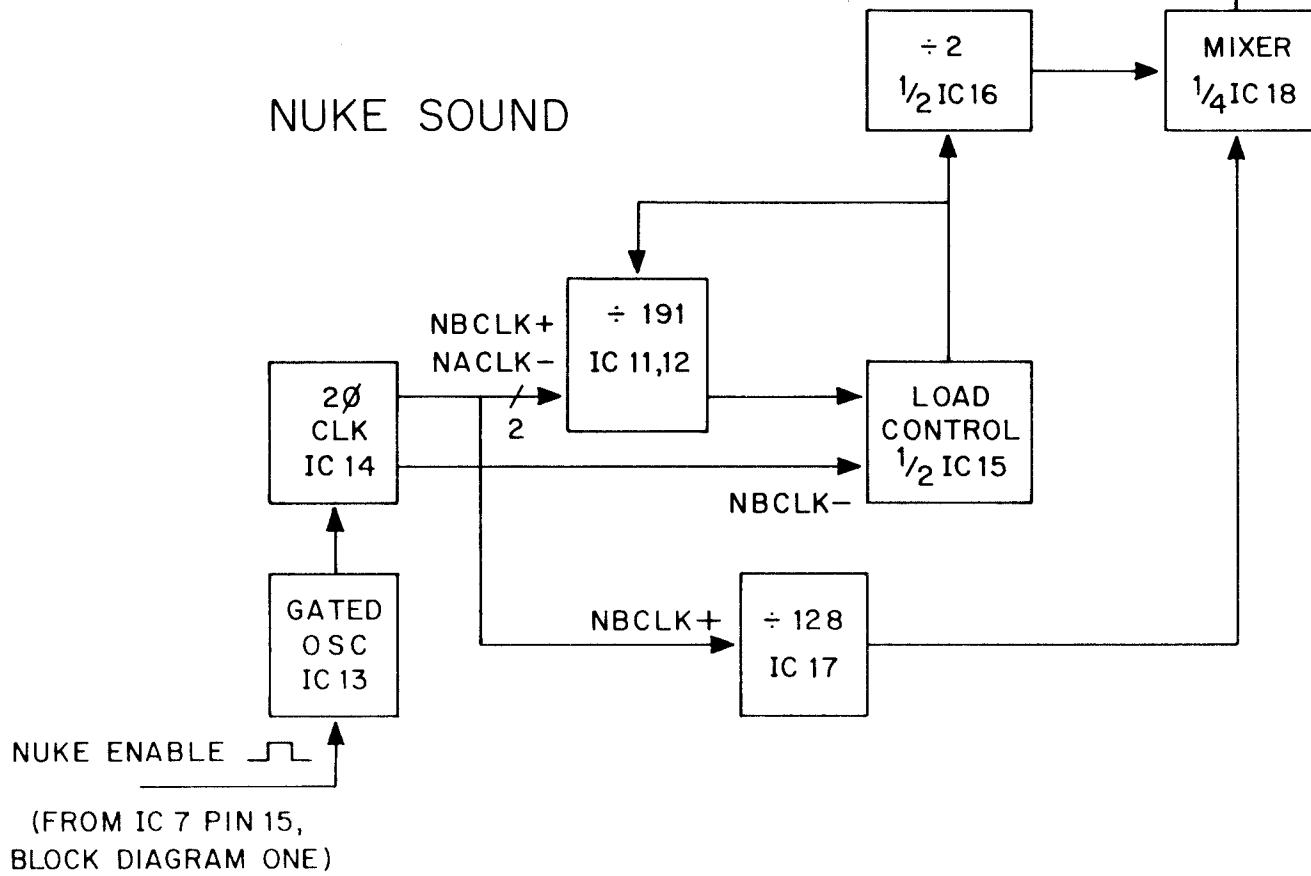 ÷ 2
1/2 IC 16
MIXER
1/4 IC 18
NUKE SOUND
÷ 191
IC 11,12
NBCLK+
NACLK-
2
2Ø
CLK
IC 14
LOAD
CONTROL
1/2 IC 15
NBCLK-
GATED
OSC
IC 13
NBCLK+
÷ 128
IC 17
NUKE ENABLE
(FROM IC 7 PIN 15,
BLOCK DIAGRAM ONE)